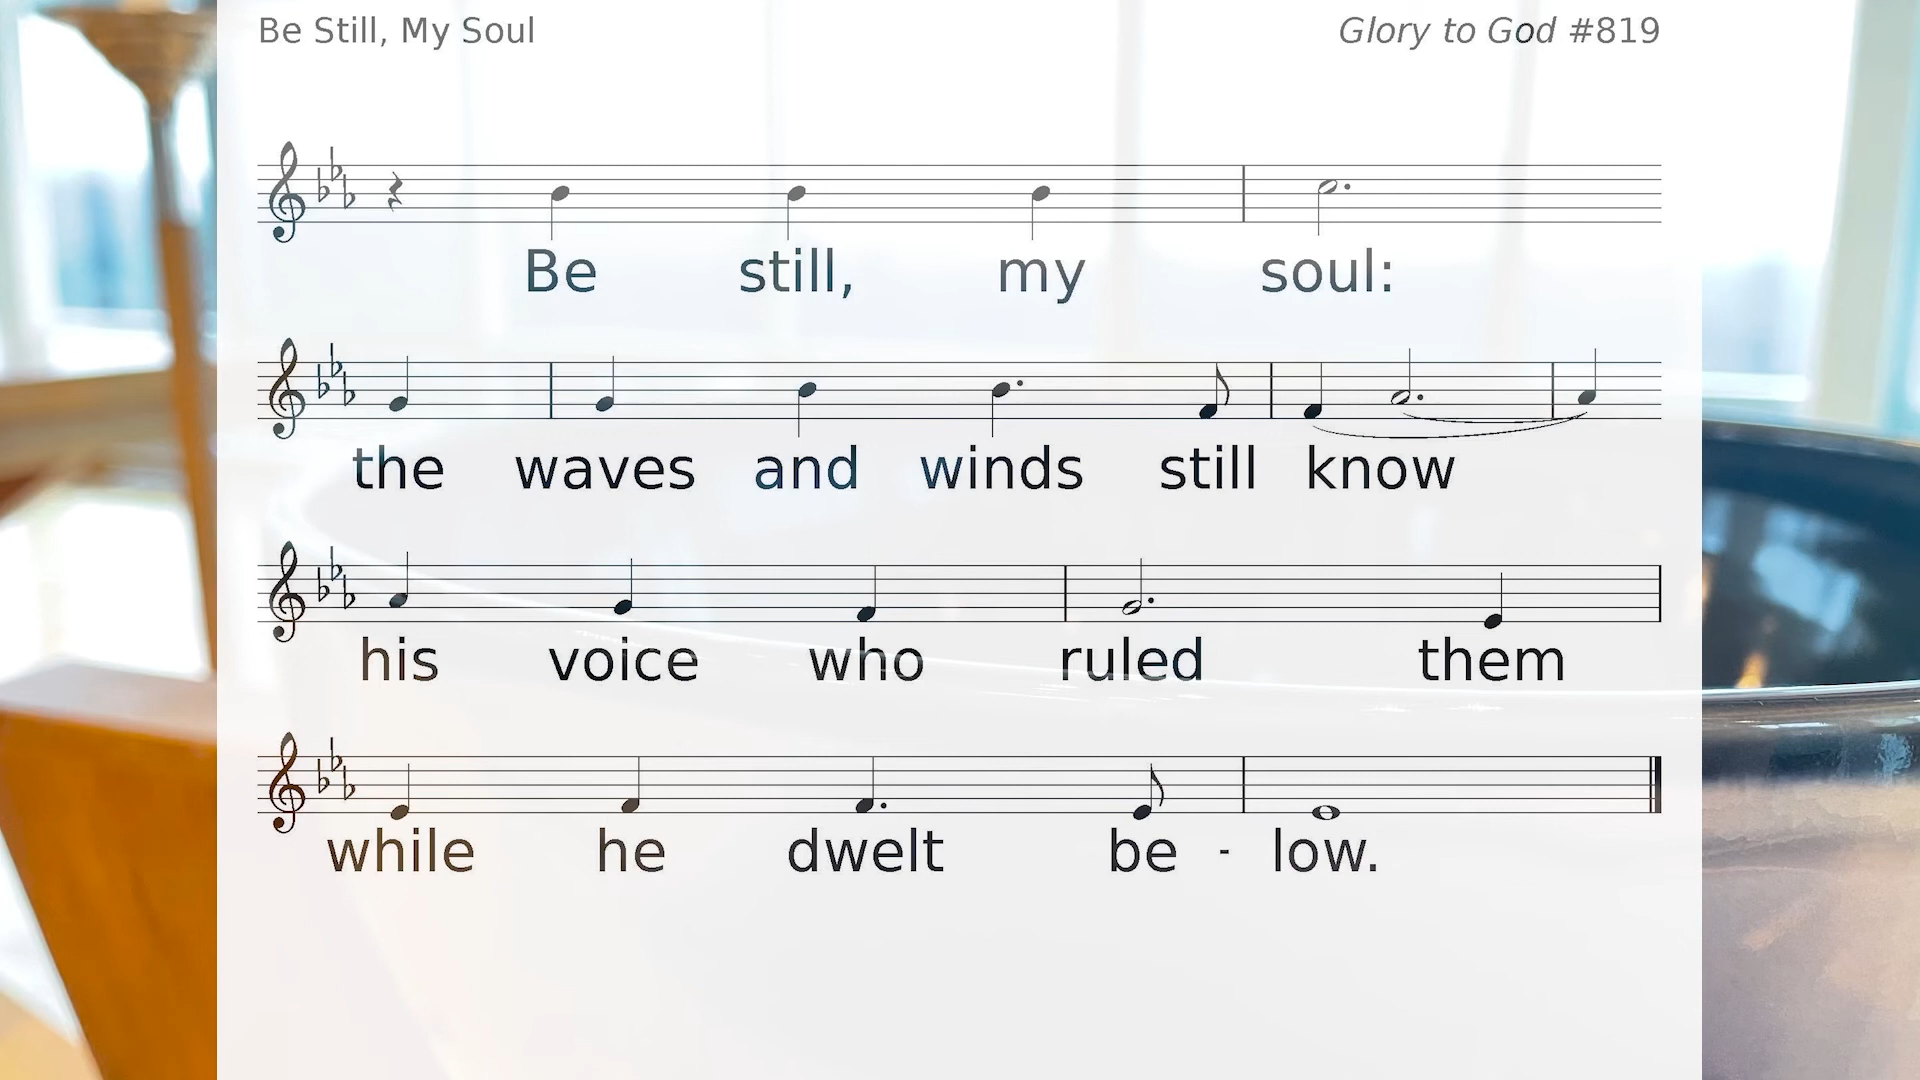 Be Still, My Soul
Glory to God #819
Be still, my soul:
the waves and winds still know
his voice who ruled them
while he dwelt be - low.